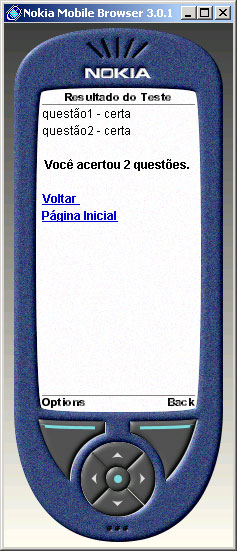 Nokia Mobile Browser 3.0.1
NOKIA
Resultado do Teste
questão1 - certa
questão2 - certa
Você acertou 2 questões.
Voltar
Página Inicial
Options Back